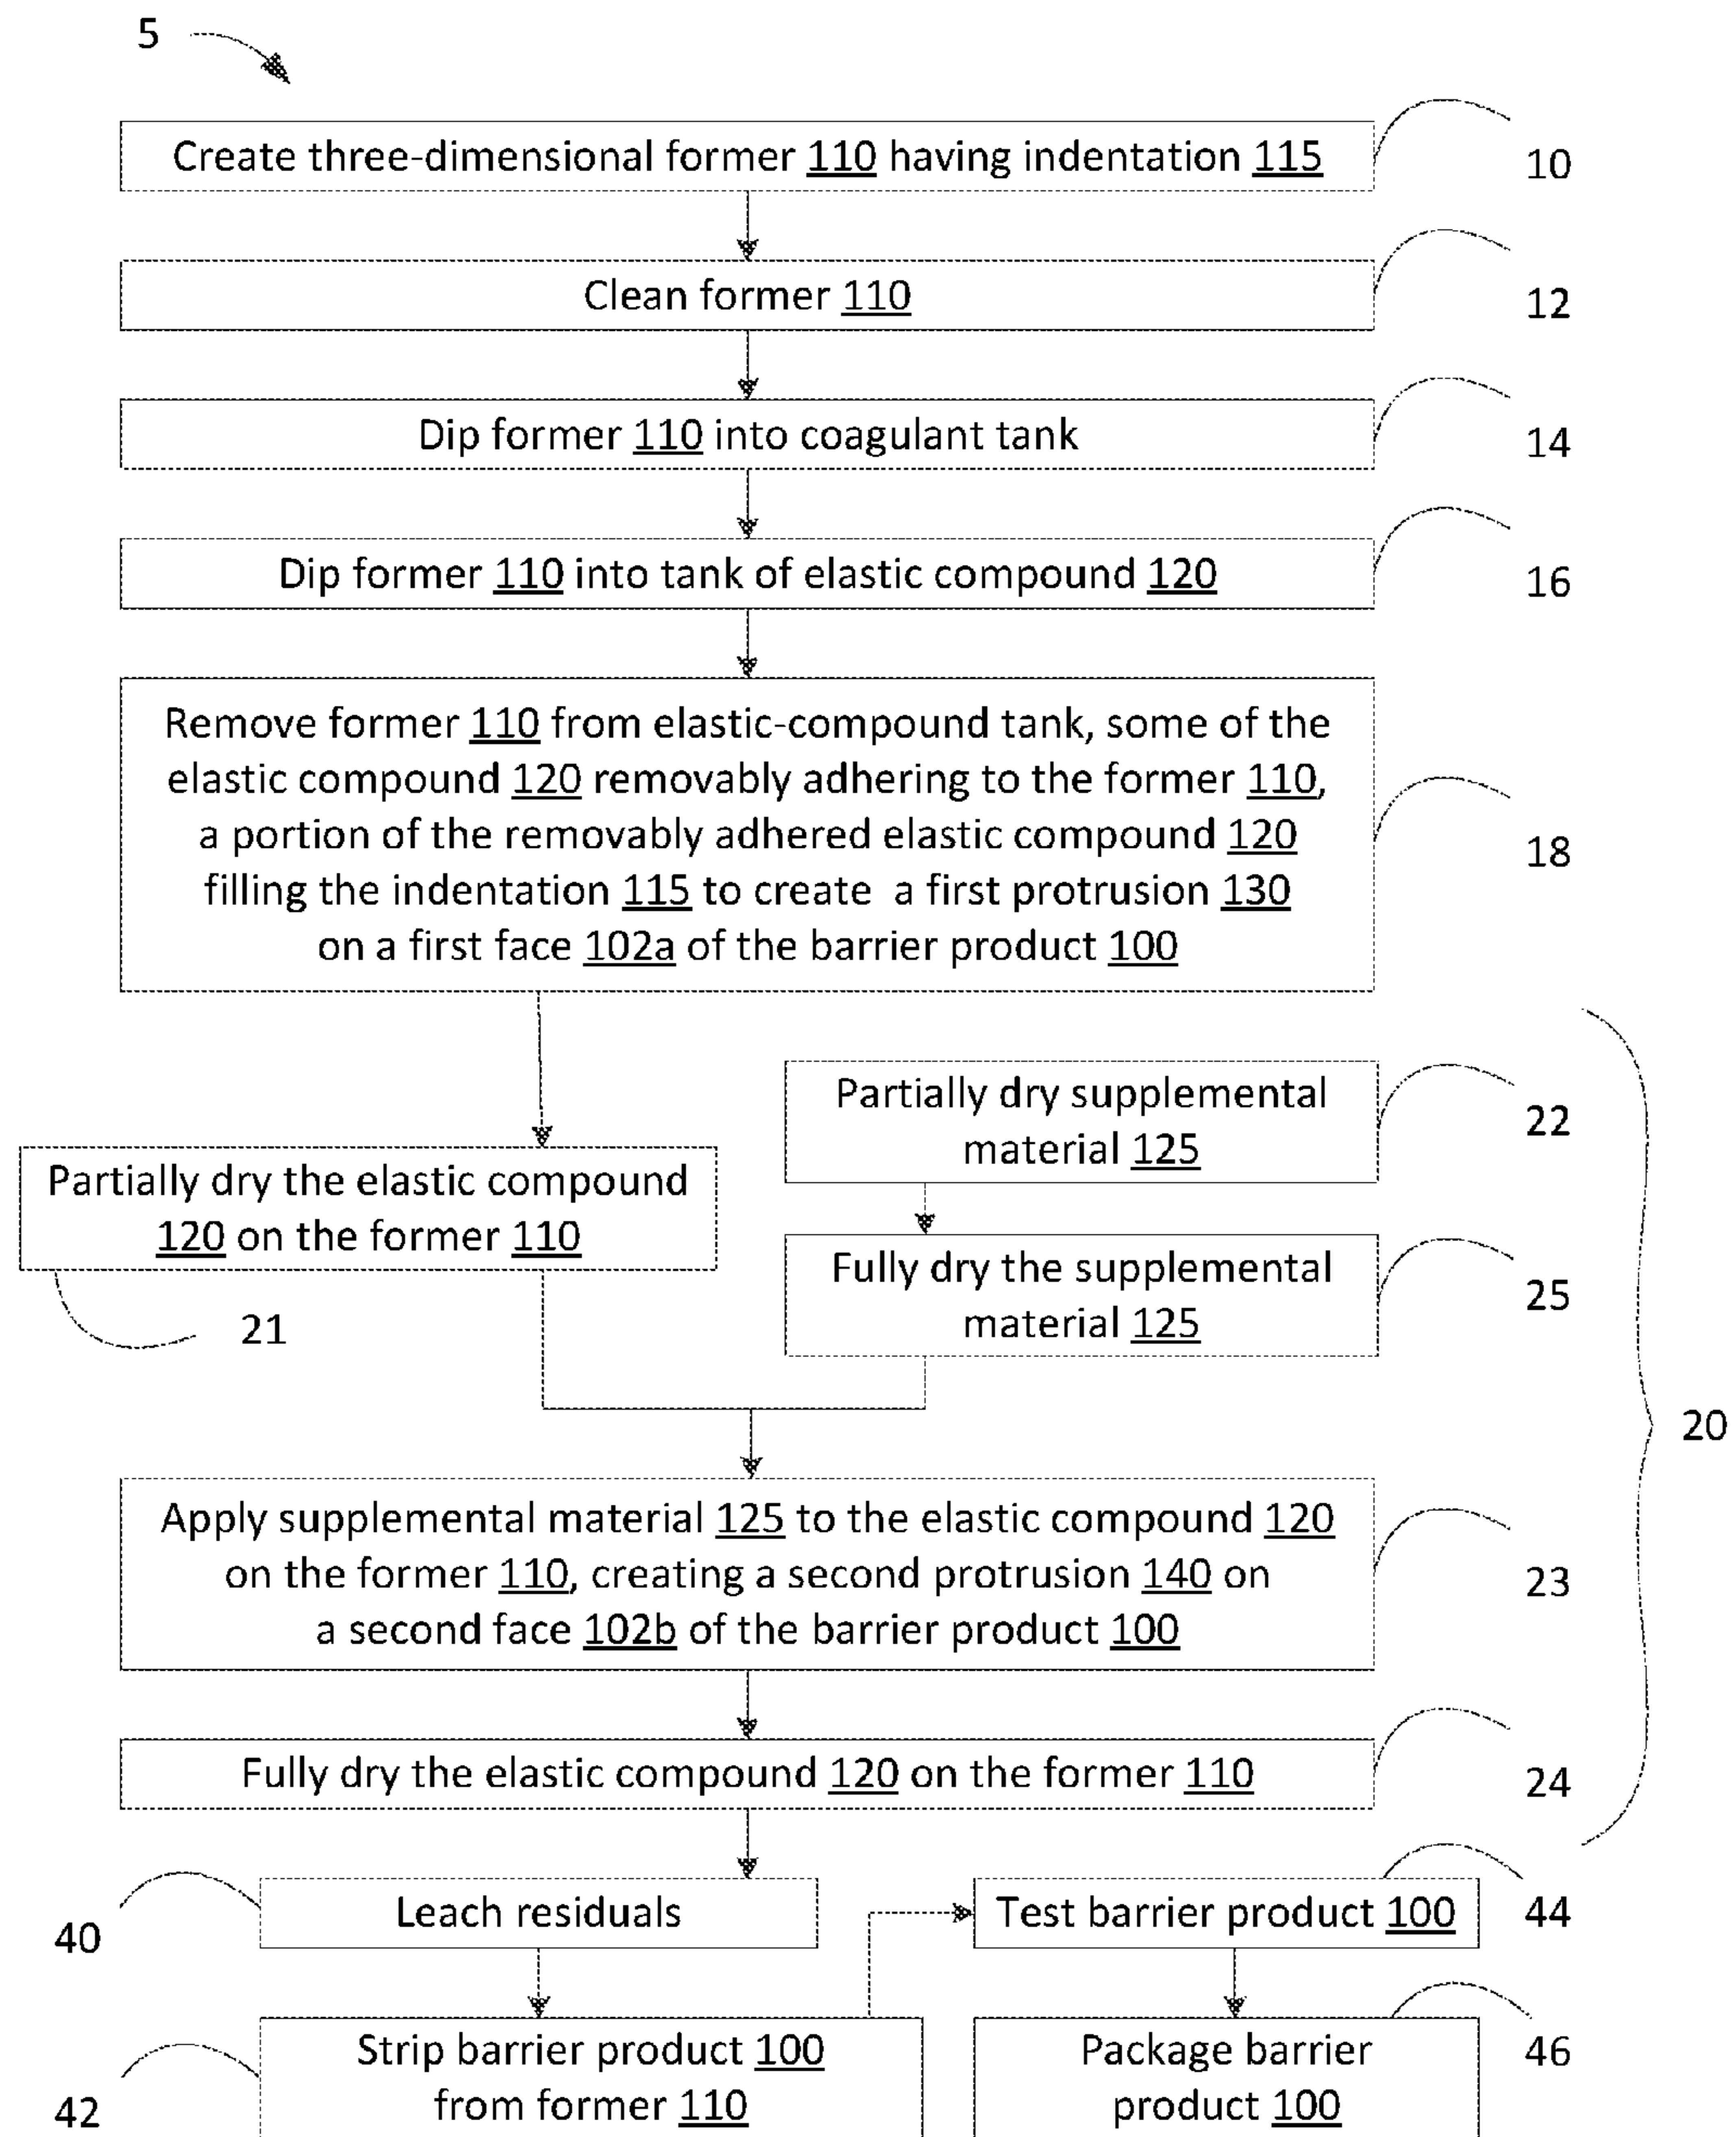 5
Create three-dimensional former 110 having indentation 115
10
Clean former 110
12
Dip former 110 into coagulant tank
14
Dip former 110 into tank of elastic compound 120
16
Remove former 110 from elastic-compound tank, some of the
elastic compound 120 removably adhering to the former 110,
a portion of the removably adhered elastic compound 120
filling the indentation 115 to create a first protrusion 130
on a first face 102a of the barrier product 100
18
Partially dry supplemental
material 125
22
Partially dry the elastic compound
120 on the former 110
21
Fully dry the supplemental
material 125
25
20
Apply supplemental material 125 to the elastic compound 120
on the former 110, creating a second protrusion 140 on
a second face 102b of the barrier product 100
23
Fully dry the elastic compound 120 on the former 110
24
Leach residuals
40
Test barrier product 100
44
Strip barrier product 100
from former 110
42
Package barrier
product 100
46